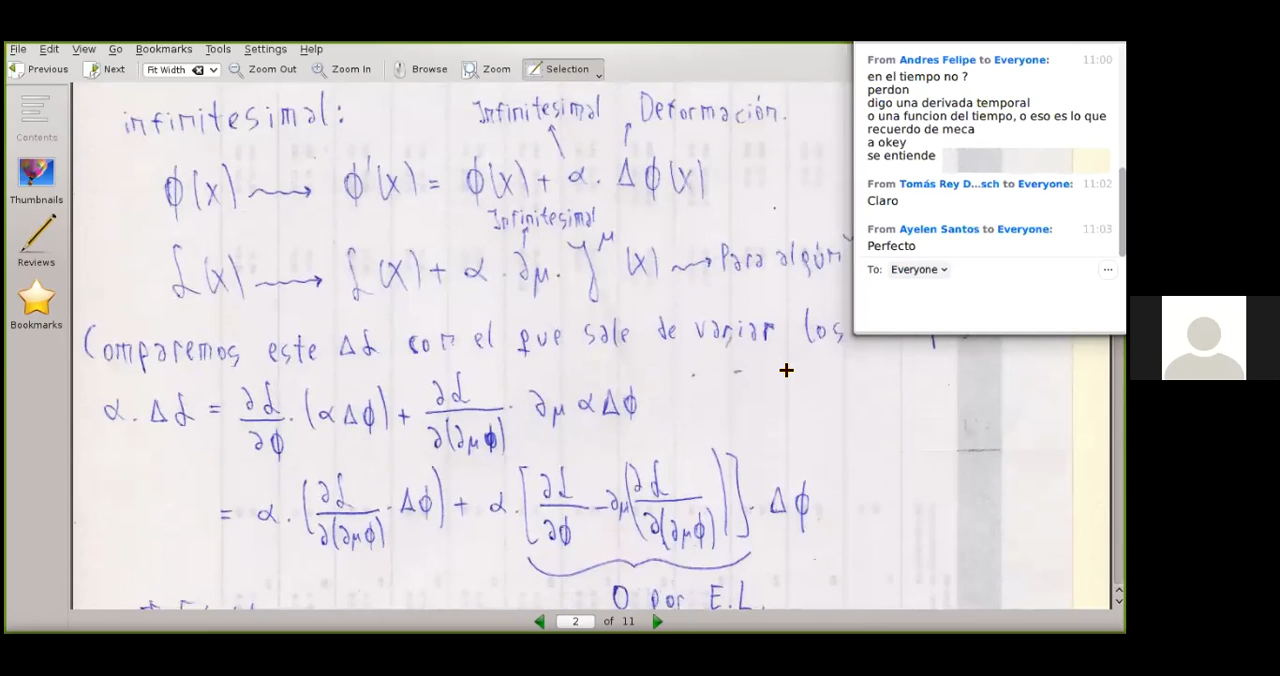 File Edit View Go Bookmarks Tools Settings Help
Previous Next Fit Width Zoom Out Zoom In Browse Zoom Selection
Contents
Thumbnails
Reviews
Bookmarks
infinitesimal: Infinitesimal Deformación.
ϕ(x) ⟶ ϕ'(x) = ϕ(x) + α. Δϕ(x)
Infinitesimal
ℒ(x) ⟶ ℒ(x) + α. ∂μ. 𝒥^μ (x) ⟶ Para algún
Comparemos este Δℒ con el que sale de variar los
α. Δℒ = ∂ℒ/∂ϕ . (αΔϕ) + ∂ℒ/∂(∂μϕ) . ∂μ αΔϕ
= α. (∂ℒ/∂(∂μϕ) . Δϕ) + α. [∂ℒ/∂ϕ − ∂μ(∂ℒ/∂(∂μϕ))] . Δϕ
0 por E.L.
2 of 11
From Andres Felipe to Everyone: 11:00
en el tiempo no ?
perdon
digo una derivada temporal
o una funcion del tiempo, o eso es lo que
recuerdo de meca
a okey
se entiende
From Tomás Rey D...sch to Everyone: 11:02
Claro
From Ayelen Santos to Everyone: 11:03
Perfecto
To: Everyone